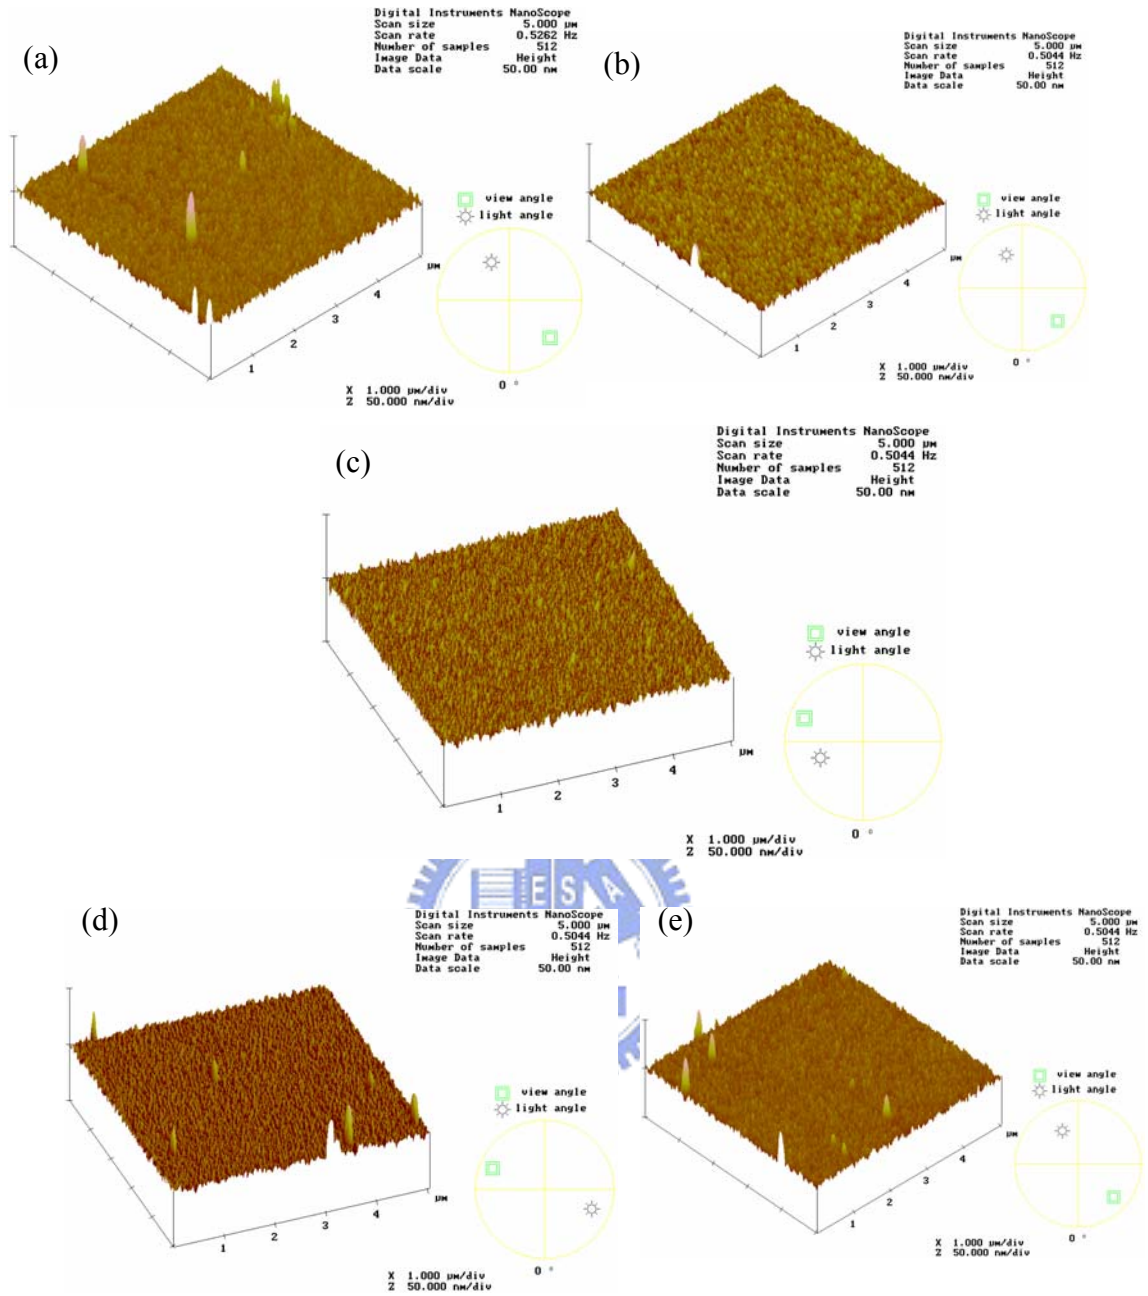 (a)
Digital Instruments NanoScope
Scan size 5.000 µm
Scan rate 0.5262 Hz
Number of samples 512
Image Data Height
Data scale 50.00 nm
view angle
light angle
µm
4
3
2
1
0 °
X 1.000 µm/div
Z 50.000 nm/div
(b)
Digital Instruments NanoScope
Scan size 5.000 µm
Scan rate 0.5044 Hz
Number of samples 512
Image Data Height
Data scale 50.00 nm
view angle
light angle
µm
4
3
2
1
0 °
X 1.000 µm/div
Z 50.000 nm/div
(c)
Digital Instruments NanoScope
Scan size 5.000 µm
Scan rate 0.5044 Hz
Number of samples 512
Image Data Height
Data scale 50.00 nm
view angle
light angle
µm
4
3
2
1
0 °
X 1.000 µm/div
Z 50.000 nm/div
ESA
(d)
Digital Instruments NanoScope
Scan size 5.000 µm
Scan rate 0.5044 Hz
Number of samples 512
Image Data Height
Data scale 50.00 nm
view angle
light angle
µm
4
3
2
1
0 °
X 1.000 µm/div
Z 50.000 nm/div
(e)
Digital Instruments NanoScope
Scan size 5.000 µm
Scan rate 0.5044 Hz
Number of samples 512
Image Data Height
Data scale 50.00 nm
view angle
light angle
µm
4
3
2
1
0 °
X 1.000 µm/div
Z 50.000 nm/div